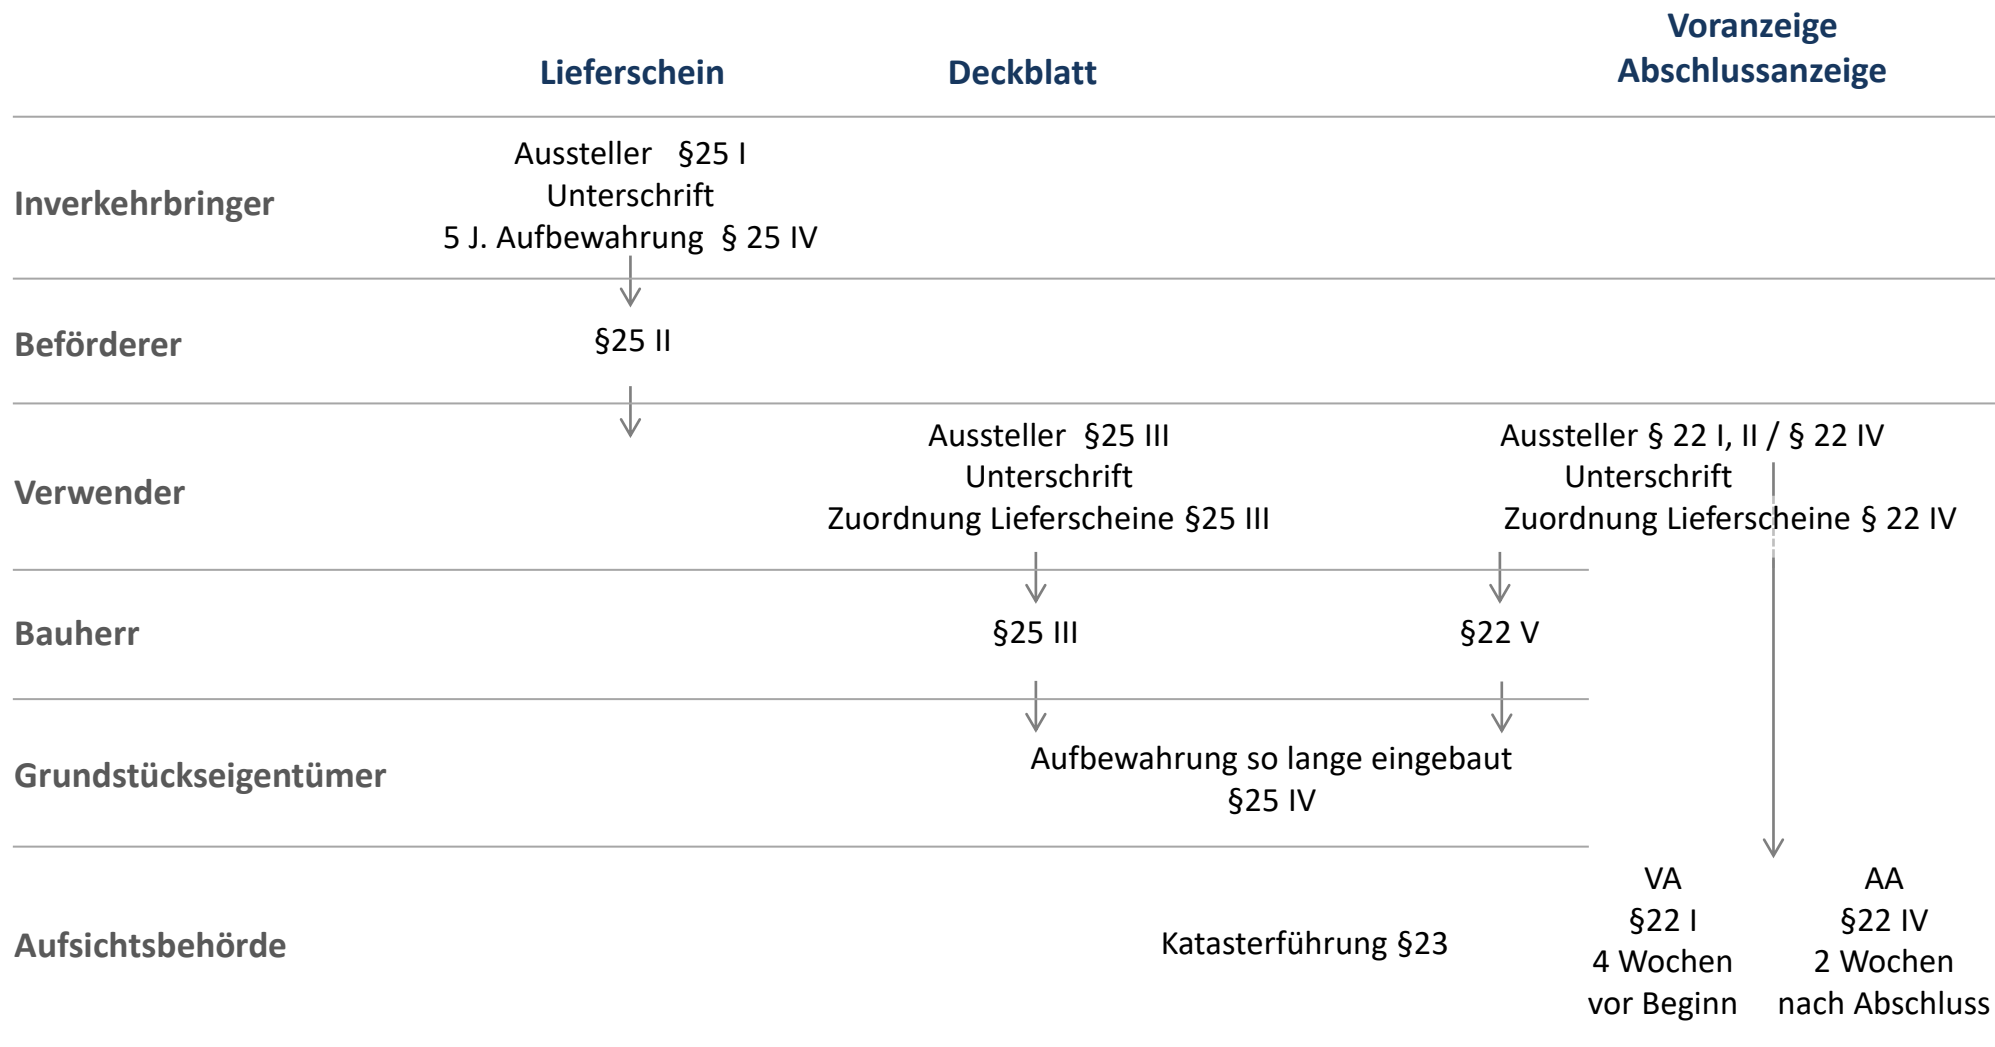 Voranzeige
Lieferschein Deckblatt Abschlussanzeige
Aussteller §25 I
Inverkehrbringer Unterschrift
5 J. Aufbewahrung § 25 IV
Beförderer §25 II
Aussteller §25 III Aussteller § 22 I, II / § 22 IV
Verwender Unterschrift Unterschrift
Zuordnung Lieferscheine §25 III Zuordnung Lieferscheine § 22 IV
Bauherr §25 III §22 V
Grundstückseigentümer Aufbewahrung so lange eingebaut
§25 IV
VA AA
§22 I §22 IV
Aufsichtsbehörde Katasterführung §23 4 Wochen 2 Wochen
vor Beginn nach Abschluss